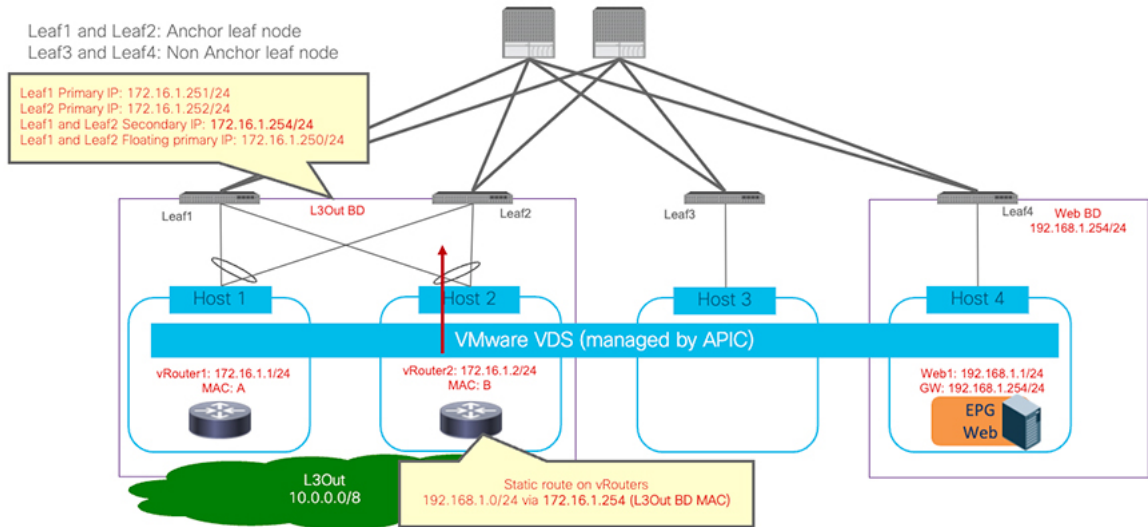 Leaf1 and Leaf2: Anchor leaf node
Leaf3 and Leaf4: Non Anchor leaf node
Leaf1 Primary IP: 172.16.1.251/24
Leaf2 Primary IP: 172.16.1.252/24
Leaf1 and Leaf2 Secondary IP: 172.16.1.254/24
Leaf1 and Leaf2 Floating primary IP: 172.16.1.250/24
Leaf1
L3Out BD
Leaf2
Leaf3
Leaf4
Web BD
192.168.1.254/24
Host 1
Host 2
Host 3
Host 4
VMware VDS (managed by APIC)
vRouter1: 172.16.1.1/24
MAC: A
vRouter2: 172.16.1.2/24
MAC: B
Web1: 192.168.1.1/24
GW: 192.168.1.254/24
EPG
Web
L3Out
10.0.0.0/8
Static route on vRouters
192.168.1.0/24 via 172.16.1.254 (L3Out BD MAC)